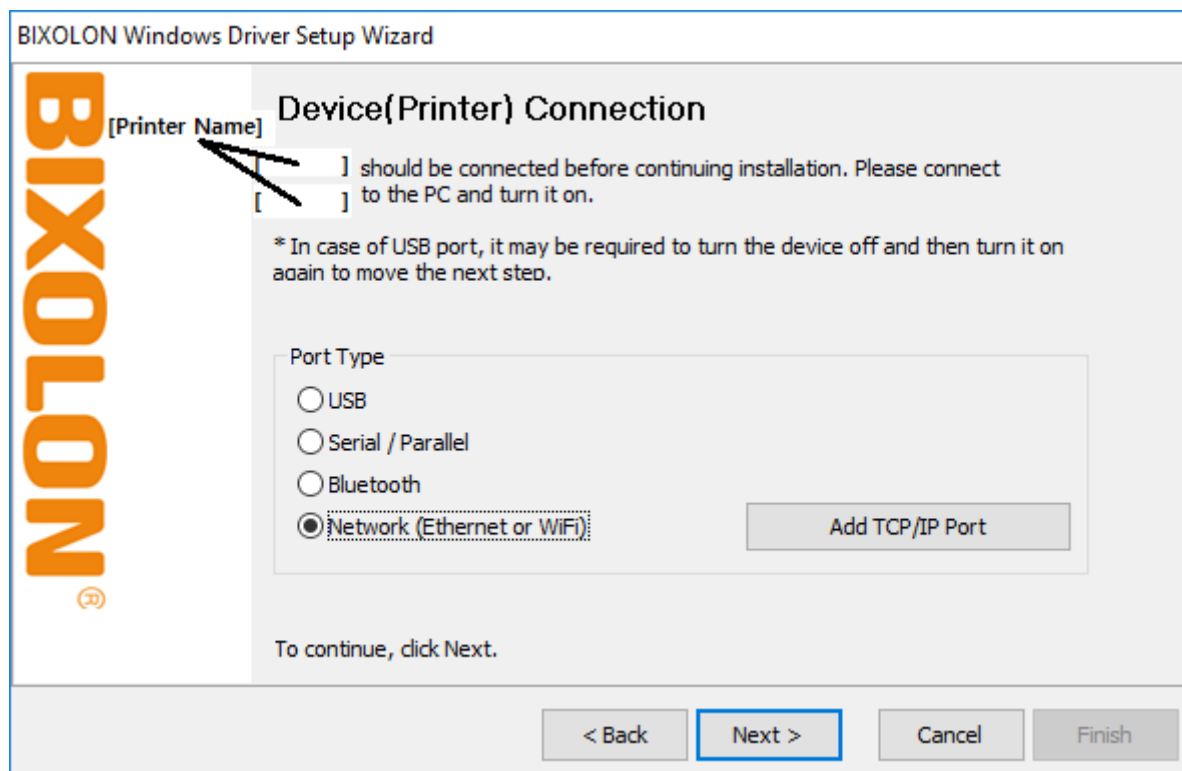 BIXOLON Windows Driver Setup Wizard
BIXOLON®
Device(Printer) Connection
[Printer Name]
[ ] should be connected before continuing installation. Please connect
[ ] to the PC and turn it on.
* In case of USB port, it may be required to turn the device off and then turn it on
again to move the next step.
Port Type
USB
Serial / Parallel
Bluetooth
Network (Ethernet or WiFi)
Add TCP/IP Port
To continue, click Next.
< Back Next > Cancel Finish